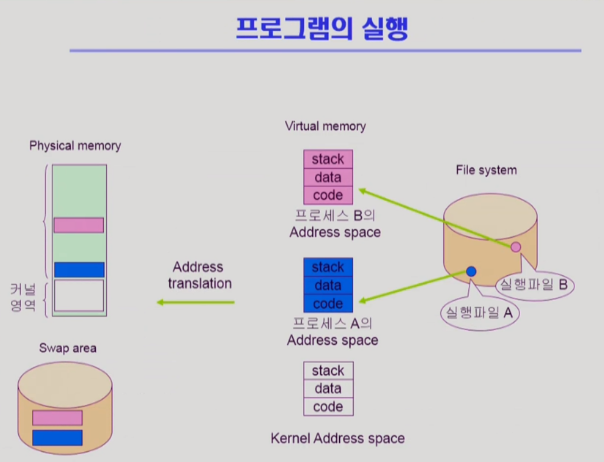 프로그램의 실행
Physical memory
커널
영역
Swap area
Address
translation
Virtual memory
stack
data
code
프로세스 B의
Address space
stack
data
code
프로세스 A의
Address space
stack
data
code
Kernel Address space
File system
실행파일 B
실행파일 A